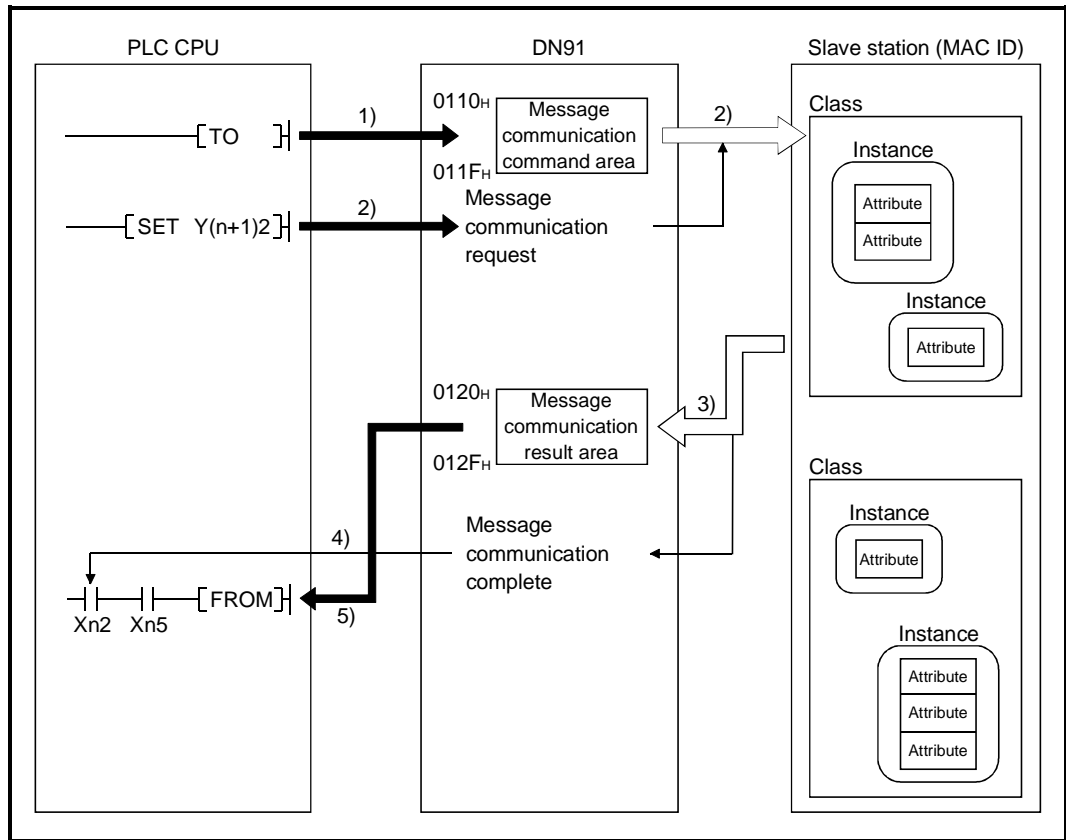 PLC CPU
DN91
Slave station (MAC ID)
TO
1)
0110H
Message
communication
command area
011FH
2)
SET Y(n+1)2
2)
Message
communication
request
Class
Instance
Attribute
Attribute
Instance
Attribute
0120H
Message
communication
result area
012FH
3)
4)
Message
communication
complete
Xn2 Xn5
FROM
5)
Class
Instance
Attribute
Instance
Attribute
Attribute
Attribute